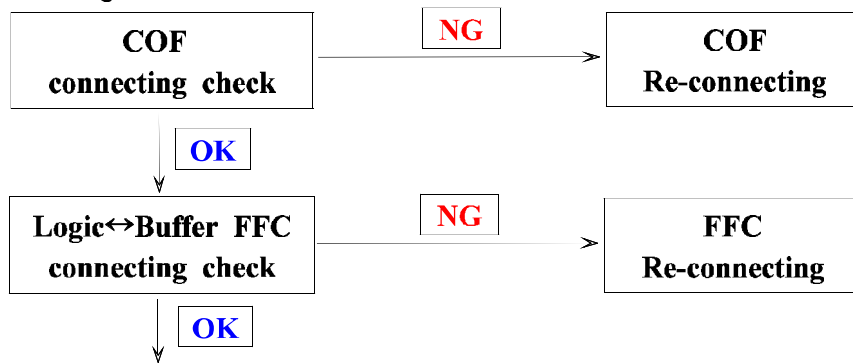 COF
connecting check
NG
COF
Re-connecting
OK
Logic↔Buffer FFC
connecting check
NG
FFC
Re-connecting
OK